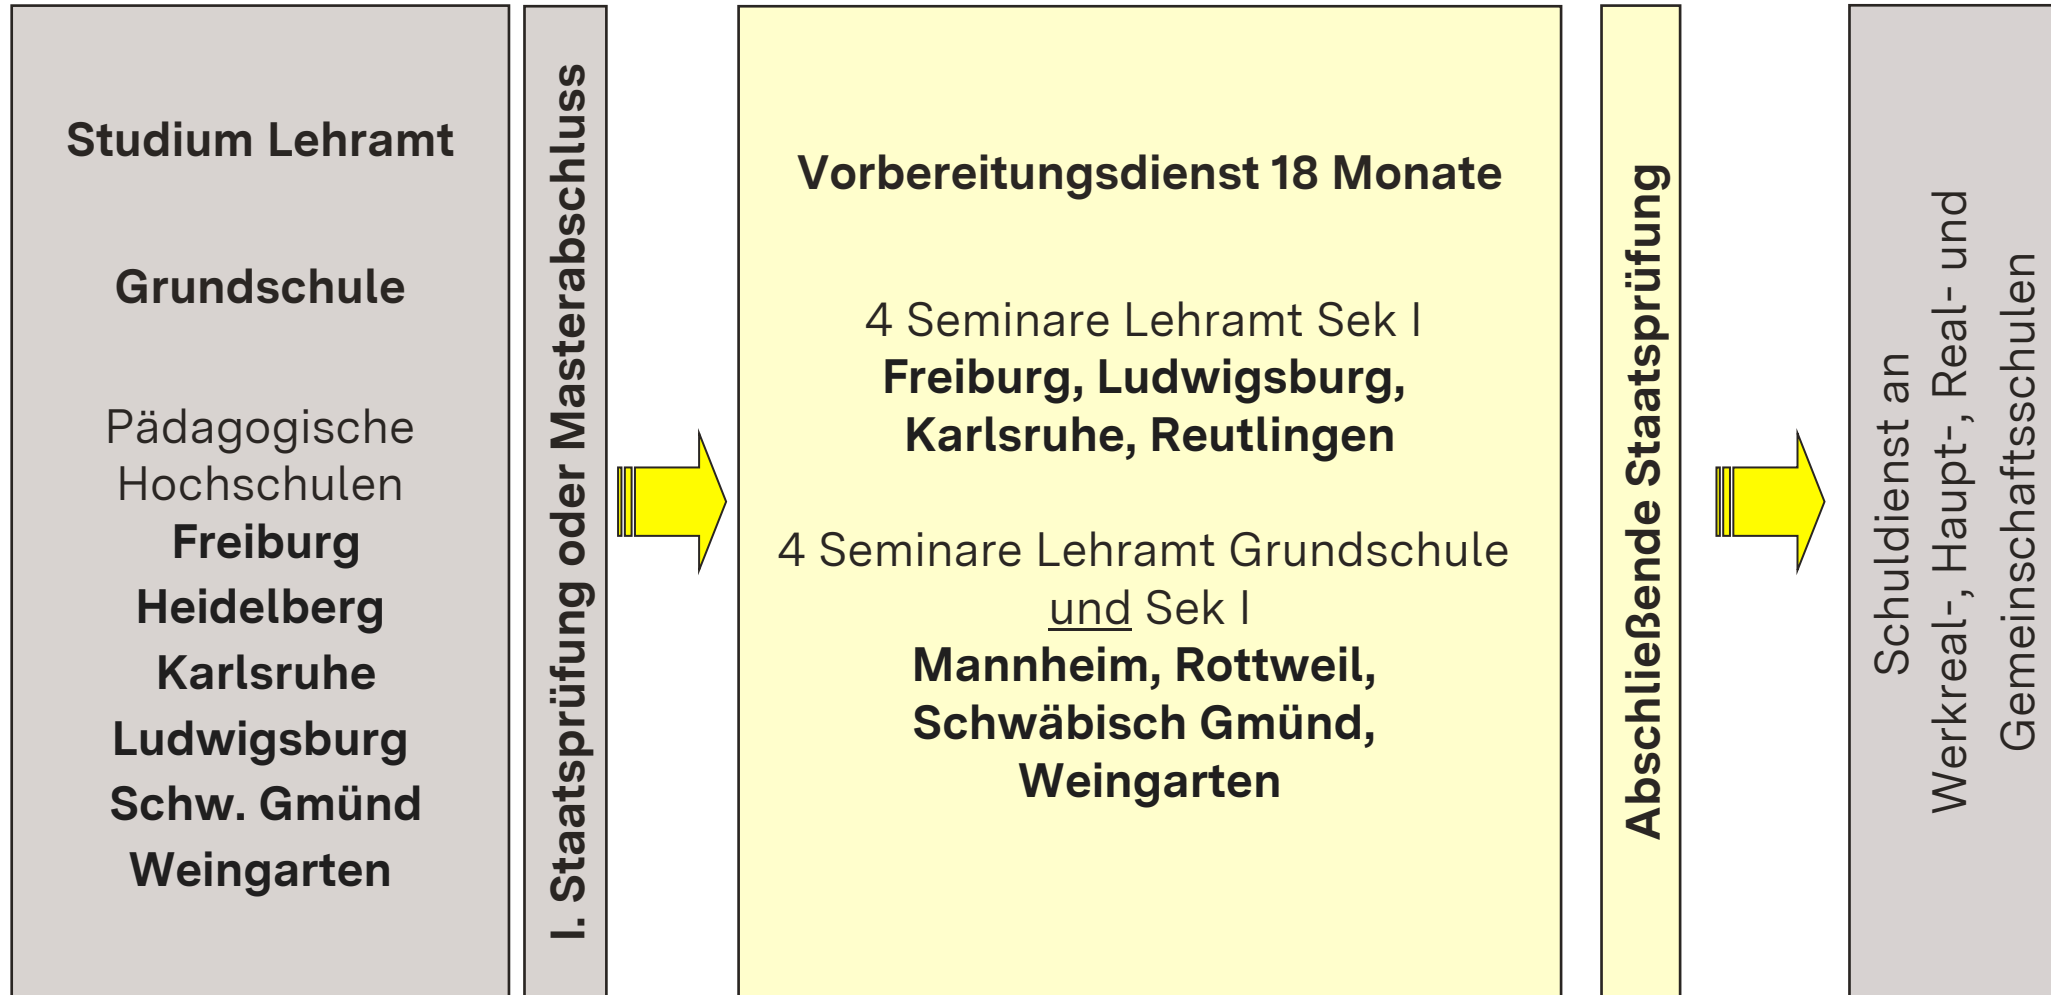 Studium Lehramt
Grundschule
Pädagogische
Hochschulen
Freiburg
Heidelberg
Karlsruhe
Ludwigsburg
Schw. Gmünd
Weingarten
I. Staatsprüfung oder Masterabschluss
Vorbereitungsdienst 18 Monate
4 Seminare Lehramt Sek I
Freiburg, Ludwigsburg,
Karlsruhe, Reutlingen
4 Seminare Lehramt Grundschule
und Sek I
Mannheim, Rottweil,
Schwäbisch Gmünd,
Weingarten
Abschließende Staatsprüfung
Schuldienst an
Werkreal-, Haupt-, Real- und
Gemeinschaftsschulen